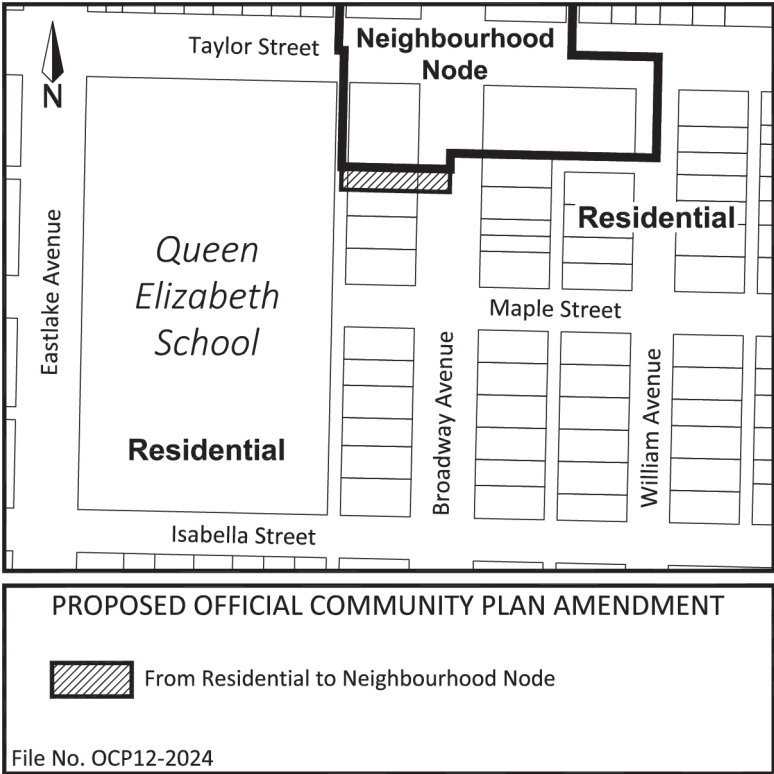 Taylor Street
Neighbourhood
Node
N
Eastlake Avenue
Queen
Elizabeth
School
Residential
Residential
Maple Street
Broadway Avenue
William Avenue
Isabella Street
PROPOSED OFFICIAL COMMUNITY PLAN AMENDMENT
From Residential to Neighbourhood Node
File No. OCP12-2024